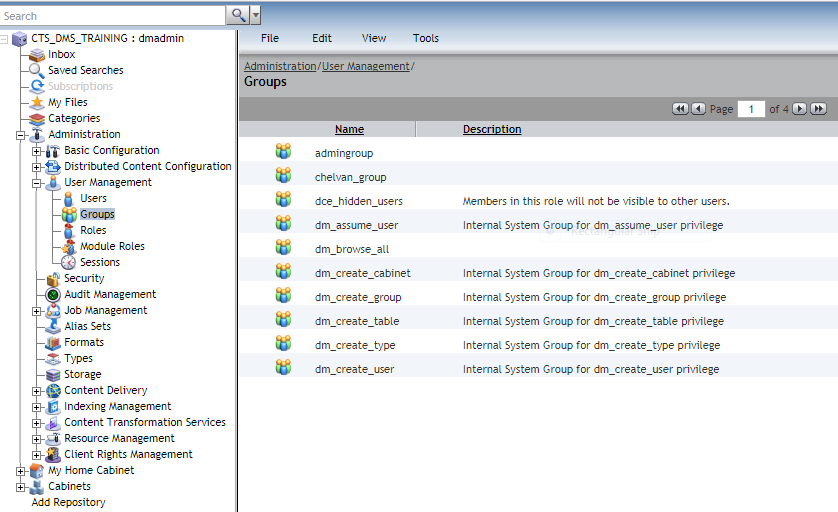 Search
CTS_DMS_TRAINING : dmadmin
Inbox
Saved Searches
Subscriptions
My Files
Categories
Administration
Basic Configuration
Distributed Content Configuration
User Management
Users
Groups
Roles
Module Roles
Sessions
Security
Audit Management
Job Management
Alias Sets
Formats
Types
Storage
Content Delivery
Indexing Management
Content Transformation Services
Resource Management
Client Rights Management
My Home Cabinet
Cabinets
Add Repository
File Edit View Tools
Administration/User Management/
Groups
Page 1 of 4
Name Description
admingroup
chelvan_group
dce_hidden_users Members in this role will not be visible to other users.
dm_assume_user Internal System Group for dm_assume_user privilege
dm_browse_all
dm_create_cabinet Internal System Group for dm_create_cabinet privilege
dm_create_group Internal System Group for dm_create_group privilege
dm_create_table Internal System Group for dm_create_table privilege
dm_create_type Internal System Group for dm_create_type privilege
dm_create_user Internal System Group for dm_create_user privilege